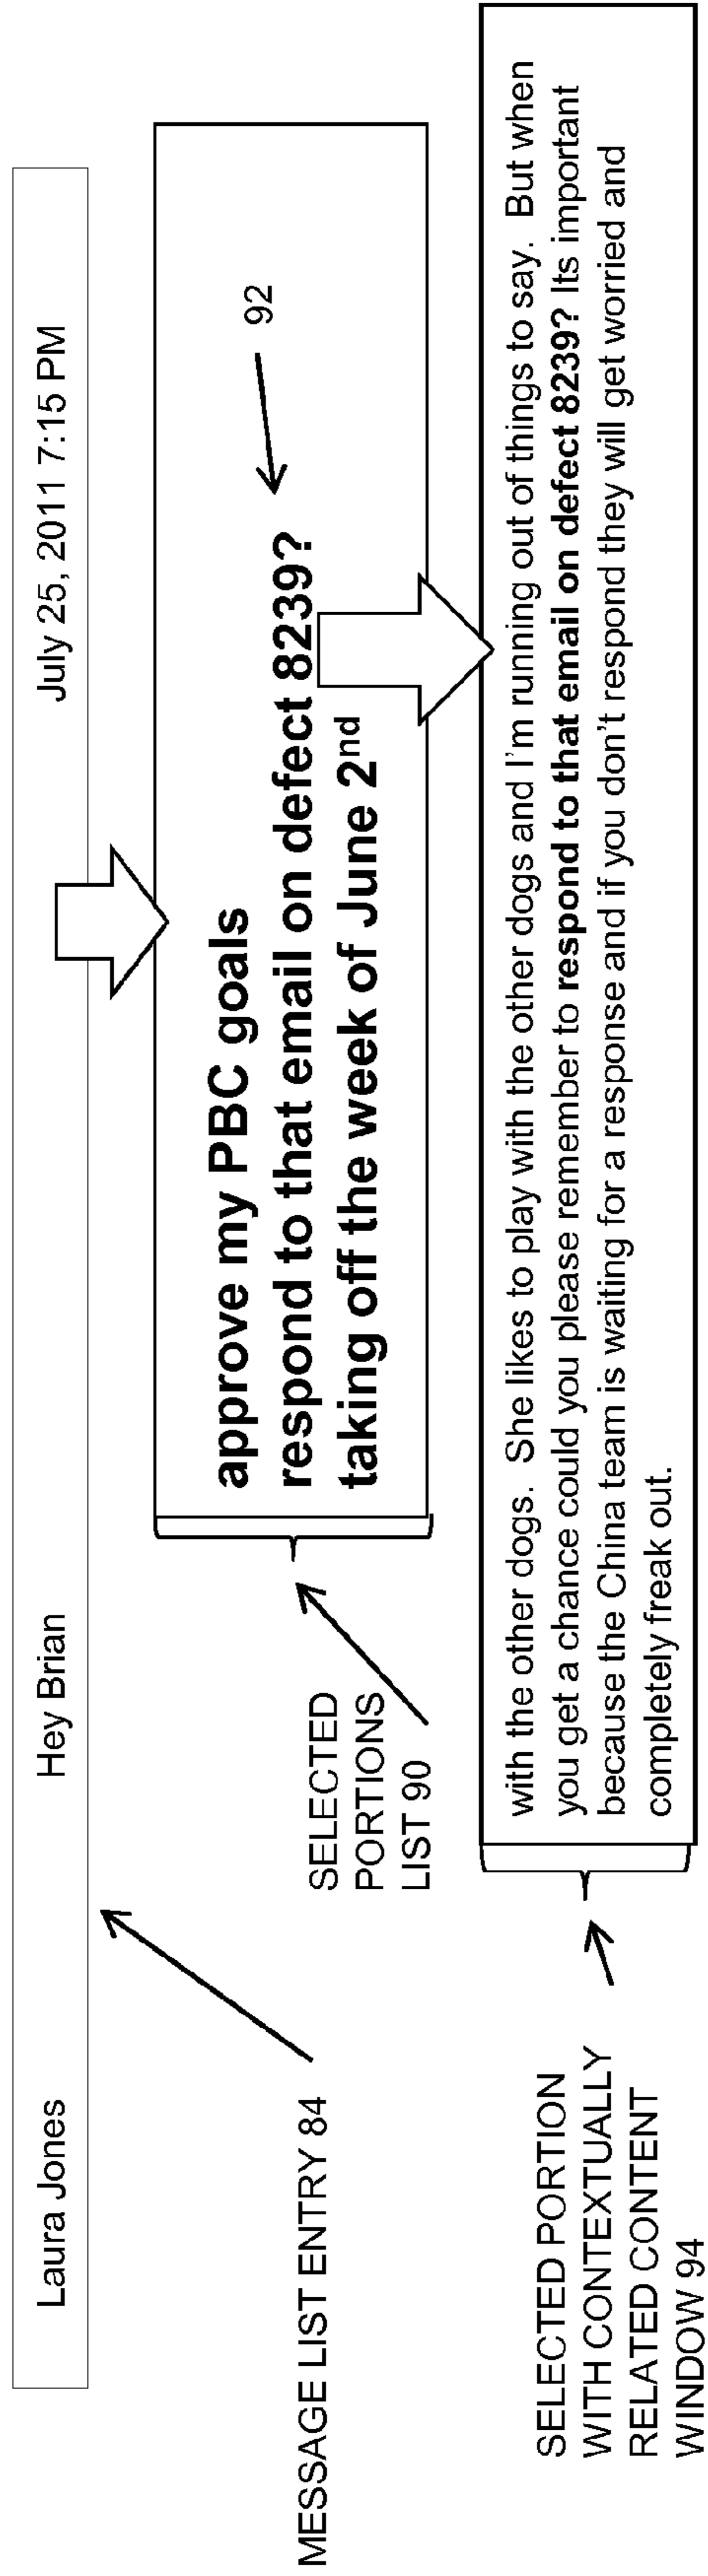 Laura Jones Hey Brian July 25, 2011 7:15 PM
MESSAGE LIST ENTRY 84
approve my PBC goals
respond to that email on defect 8239?
taking off the week of June 2nd
92
SELECTED
PORTIONS
LIST 90
with the other dogs. She likes to play with the other dogs and I'm running out of things to say. But when
you get a chance could you please remember to respond to that email on defect 8239? Its important
because the China team is waiting for a response and if you don't respond they will get worried and
completely freak out.
SELECTED PORTION
WITH CONTEXTUALLY
RELATED CONTENT
WINDOW 94